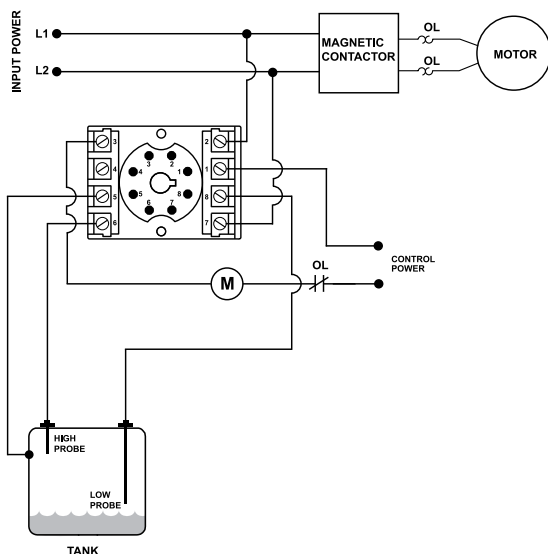 INPUT POWER
L1
L2
MAGNETIC
CONTACTOR
OL
OL
MOTOR
3
4
5
6
2
1
8
7
3
2
4
1
5
8
6
7
M
OL
CONTROL
POWER
HIGH
PROBE
LOW
PROBE
TANK